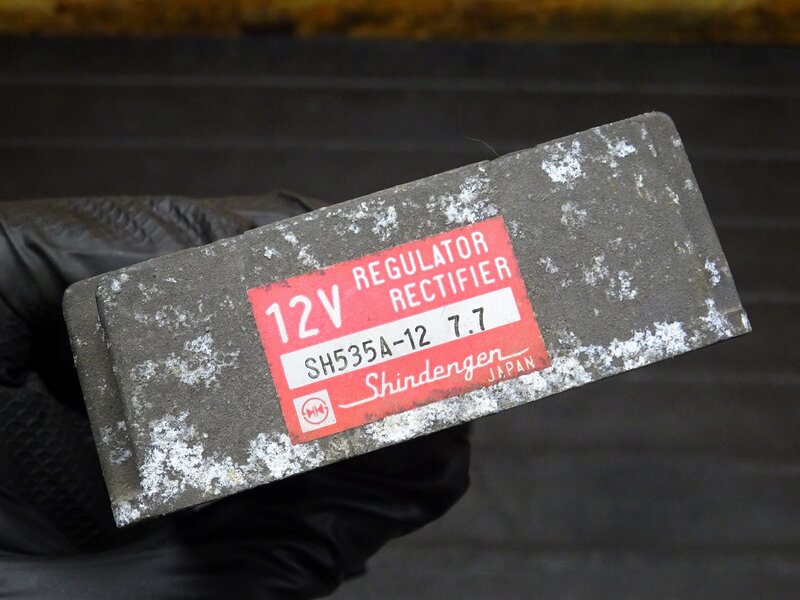 12V REGULATOR
RECTIFIER
SH535A-12 7.7
Shindengen
JAPAN